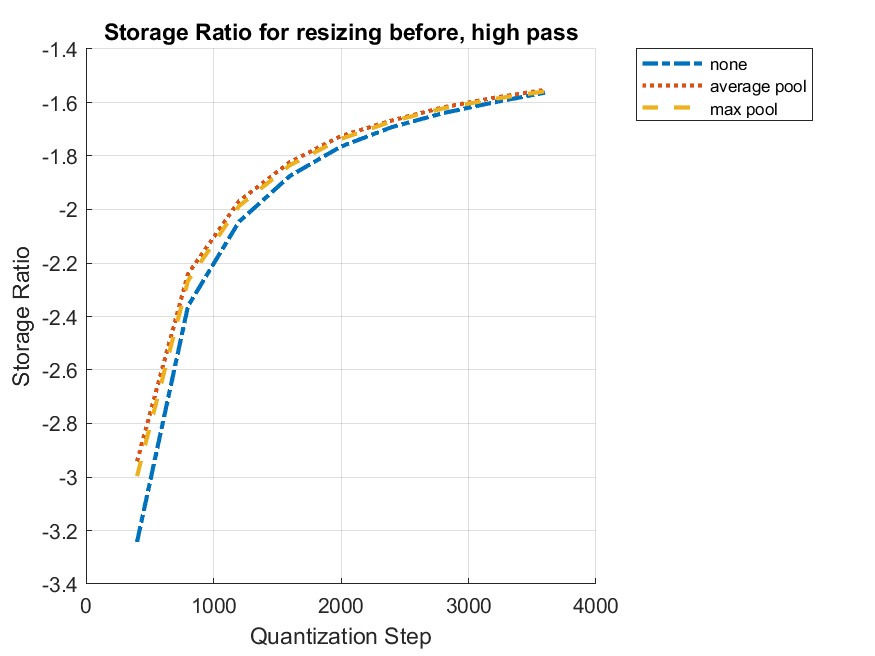 Storage Ratio for resizing before, high pass
none
average pool
max pool
-1.4
-1.6
-1.8
-2
-2.2
-2.4
-2.6
-2.8
-3
-3.2
-3.4
Storage Ratio
0
1000
2000
3000
4000
Quantization Step